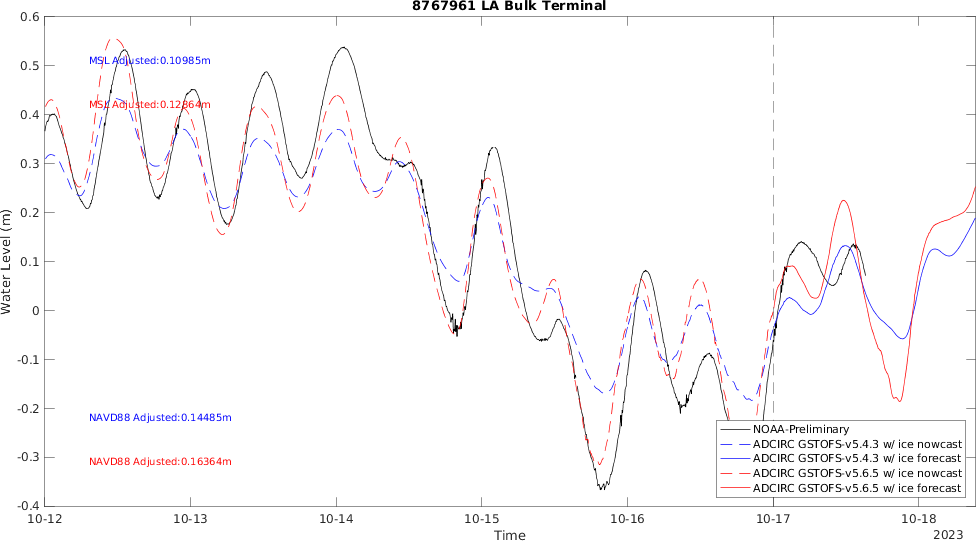 8767961 LA Bulk Terminal
0.6
0.5
0.4
0.3
0.2
0.1
0
-0.1
-0.2
-0.3
-0.4
Water Level (m)
MSL Adjusted:0.10985m
MSL Adjusted:0.12864m
NAVD88 Adjusted:0.14485m
NAVD88 Adjusted:0.16364m
NOAA-Preliminary
ADCIRC GSTOFS-v5.4.3 w/ ice nowcast
ADCIRC GSTOFS-v5.4.3 w/ ice forecast
ADCIRC GSTOFS-v5.6.5 w/ ice nowcast
ADCIRC GSTOFS-v5.6.5 w/ ice forecast
10-12 10-13 10-14 10-15 10-16 10-17 10-18
Time
2023